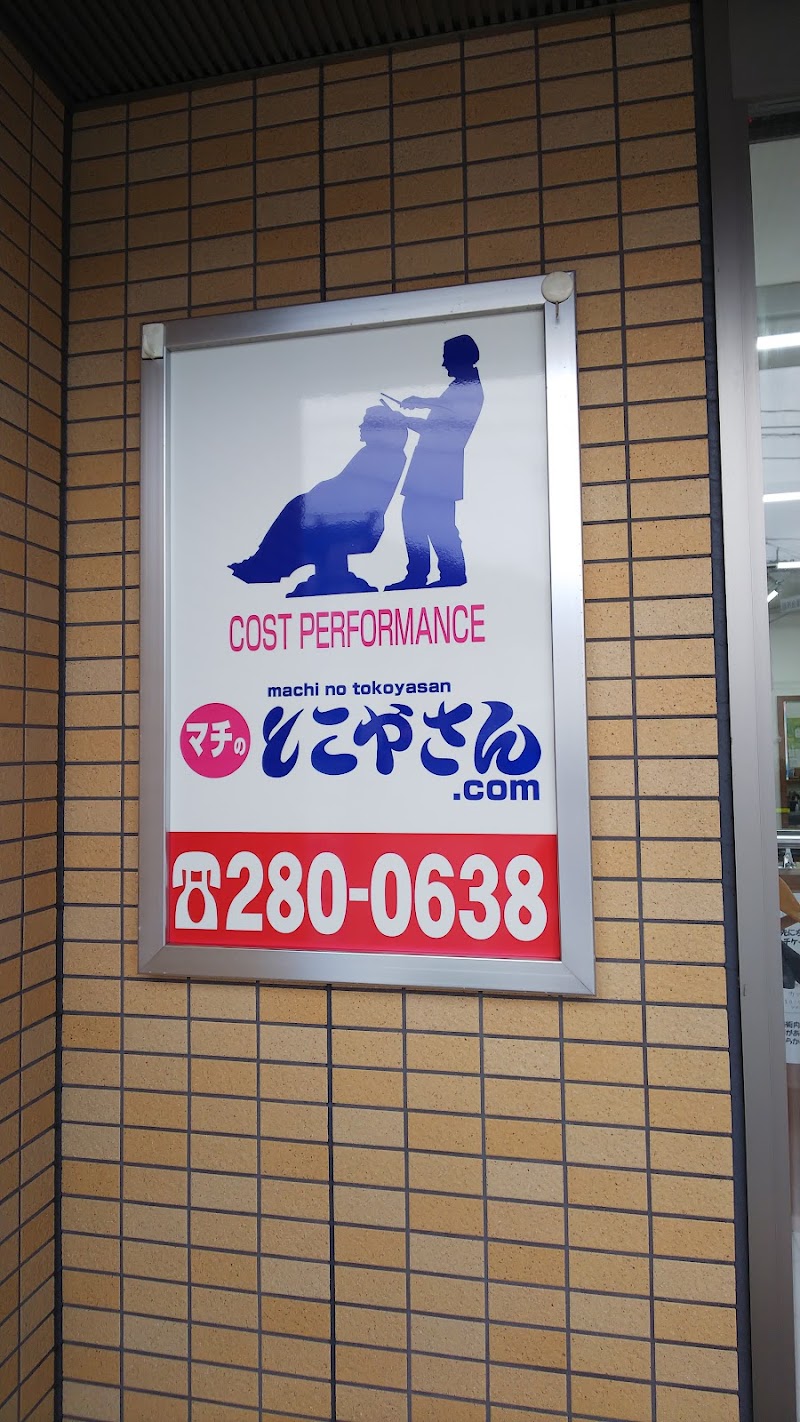 COST PERFORMANCE
machi no tokoyasan
マチの とこやさん
.com
☎280-0638